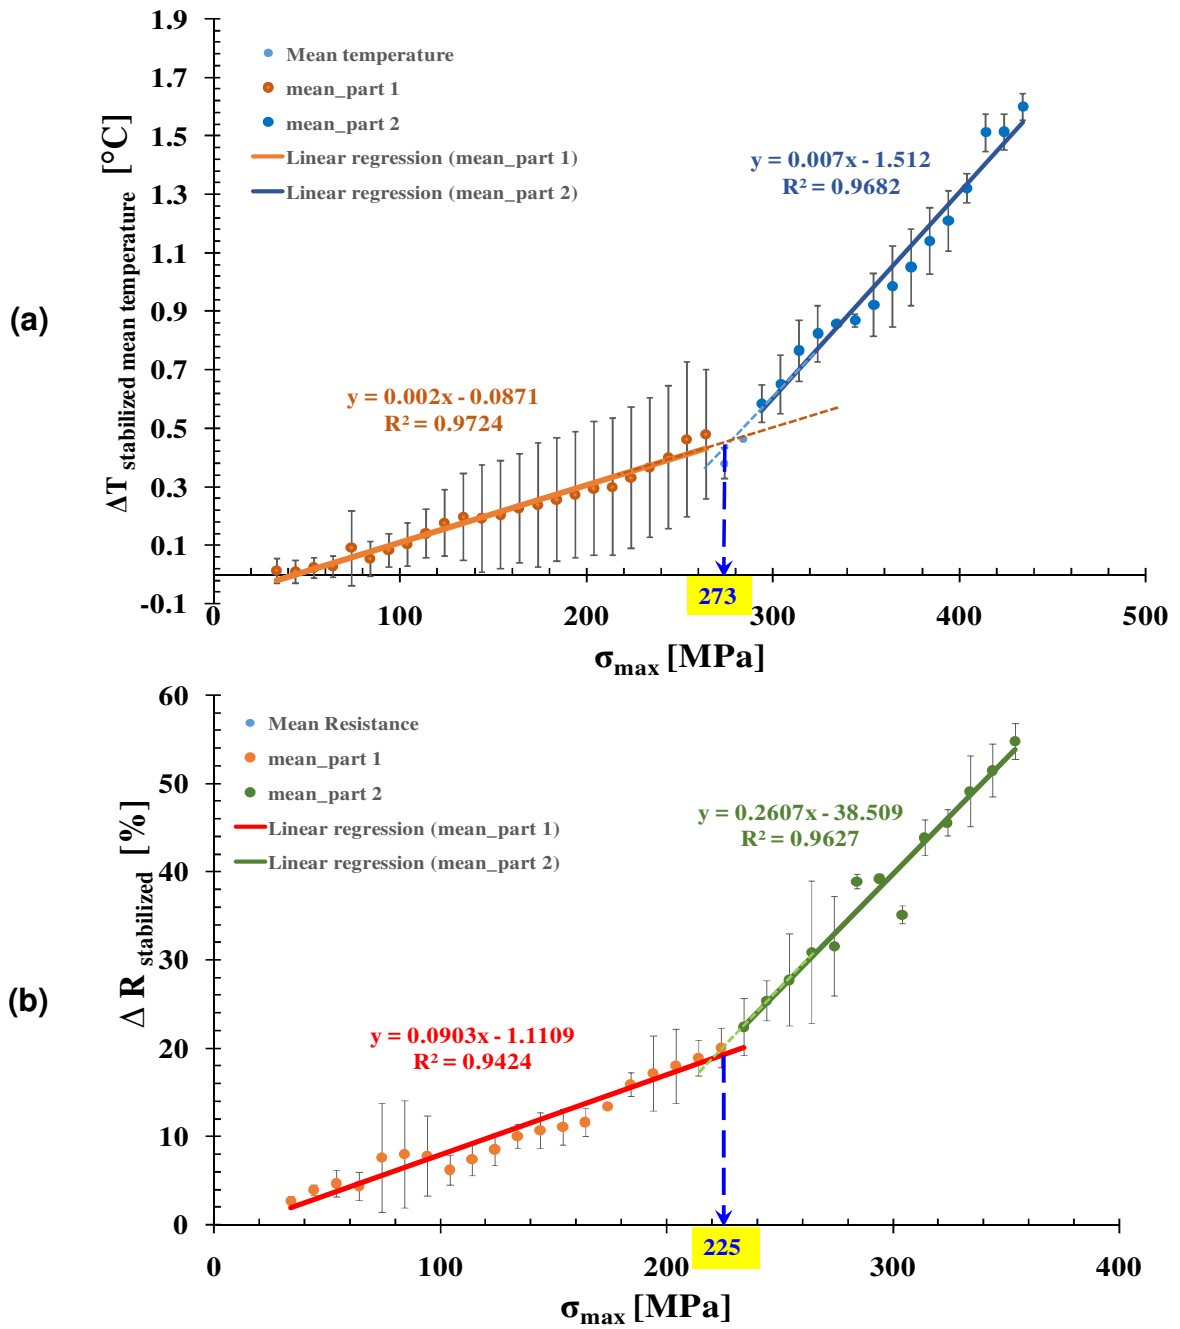 (a)
ΔT stabilized mean temperature [°C]
1.9
1.7
1.5
1.3
1.1
0.9
0.7
0.5
0.3
0.1
-0.1
Mean temperature
mean_part 1
mean_part 2
Linear regression (mean_part 1)
Linear regression (mean_part 2)
y = 0.007x - 1.512
R² = 0.9682
y = 0.002x - 0.0871
R² = 0.9724
273
0
100
200
300
400
500
σmax [MPa]
(b)
Δ R stabilized [%]
60
50
40
30
20
10
0
Mean Resistance
mean_part 1
mean_part 2
Linear regression (mean_part 1)
Linear regression (mean_part 2)
y = 0.2607x - 38.509
R² = 0.9627
y = 0.0903x - 1.1109
R² = 0.9424
225
0
100
200
300
400
σmax [MPa]